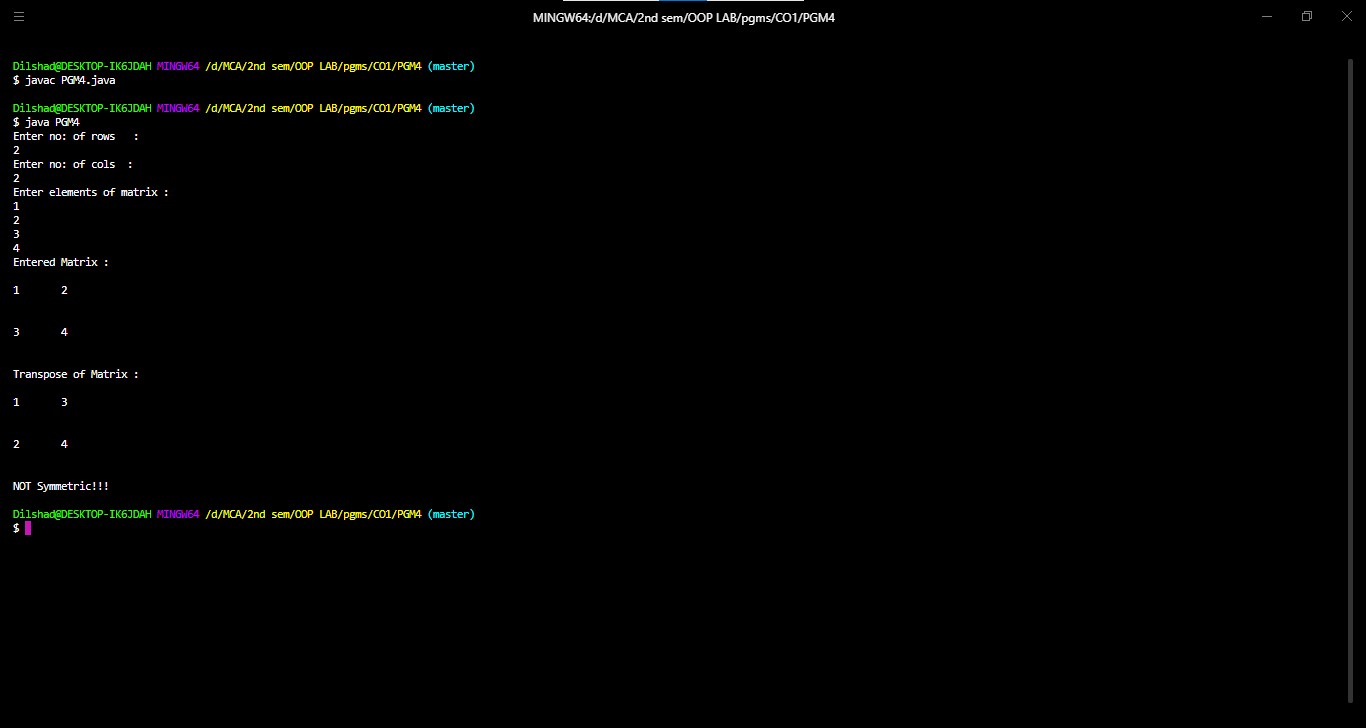 MINGW64:/d/MCA/2nd sem/OOP LAB/pgms/CO1/PGM4
Dilshad@DESKTOP-IK6JDAH MINGW64 /d/MCA/2nd sem/OOP LAB/pgms/CO1/PGM4 (master)
$ javac PGM4.java
Dilshad@DESKTOP-IK6JDAH MINGW64 /d/MCA/2nd sem/OOP LAB/pgms/CO1/PGM4 (master)
$ java PGM4
Enter no: of rows   :
2
Enter no: of cols  :
2
Enter elements of matrix :
1
2
3
4
Entered Matrix :
1       2
3       4
Transpose of Matrix :
1       3
2       4
NOT Symmetric!!!
Dilshad@DESKTOP-IK6JDAH MINGW64 /d/MCA/2nd sem/OOP LAB/pgms/CO1/PGM4 (master)
$